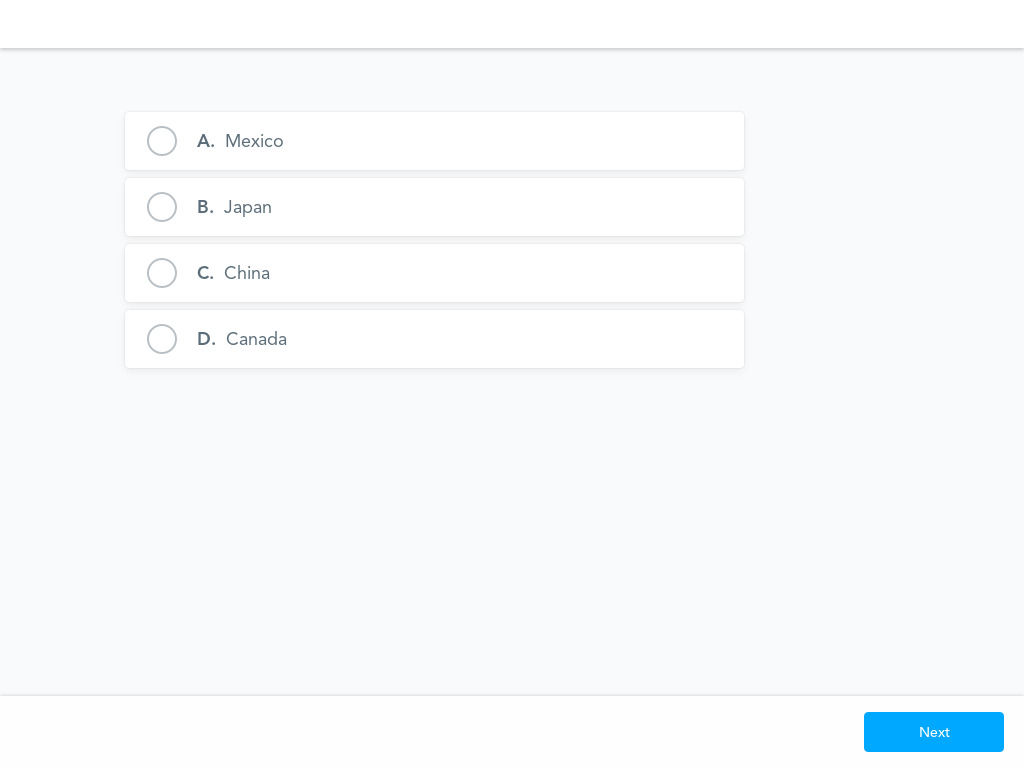 A. Mexico
B. Japan
C. China
D. Canada
Next